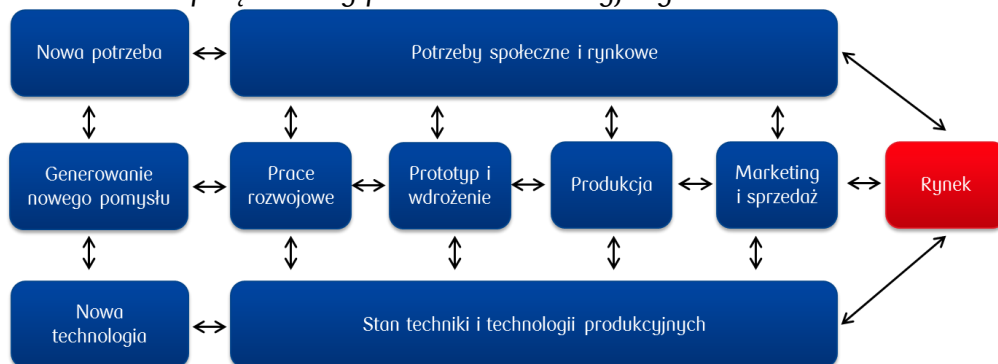 Nowa potrzeba
Potrzeby społeczne i rynkowe
Generowanie
nowego pomysłu
Prace
rozwojowe
Prototyp i
wdrożenie
Produkcja
Marketing
i sprzedaż
Rynek
Nowa
technologia
Stan techniki i technologii produkcyjnych